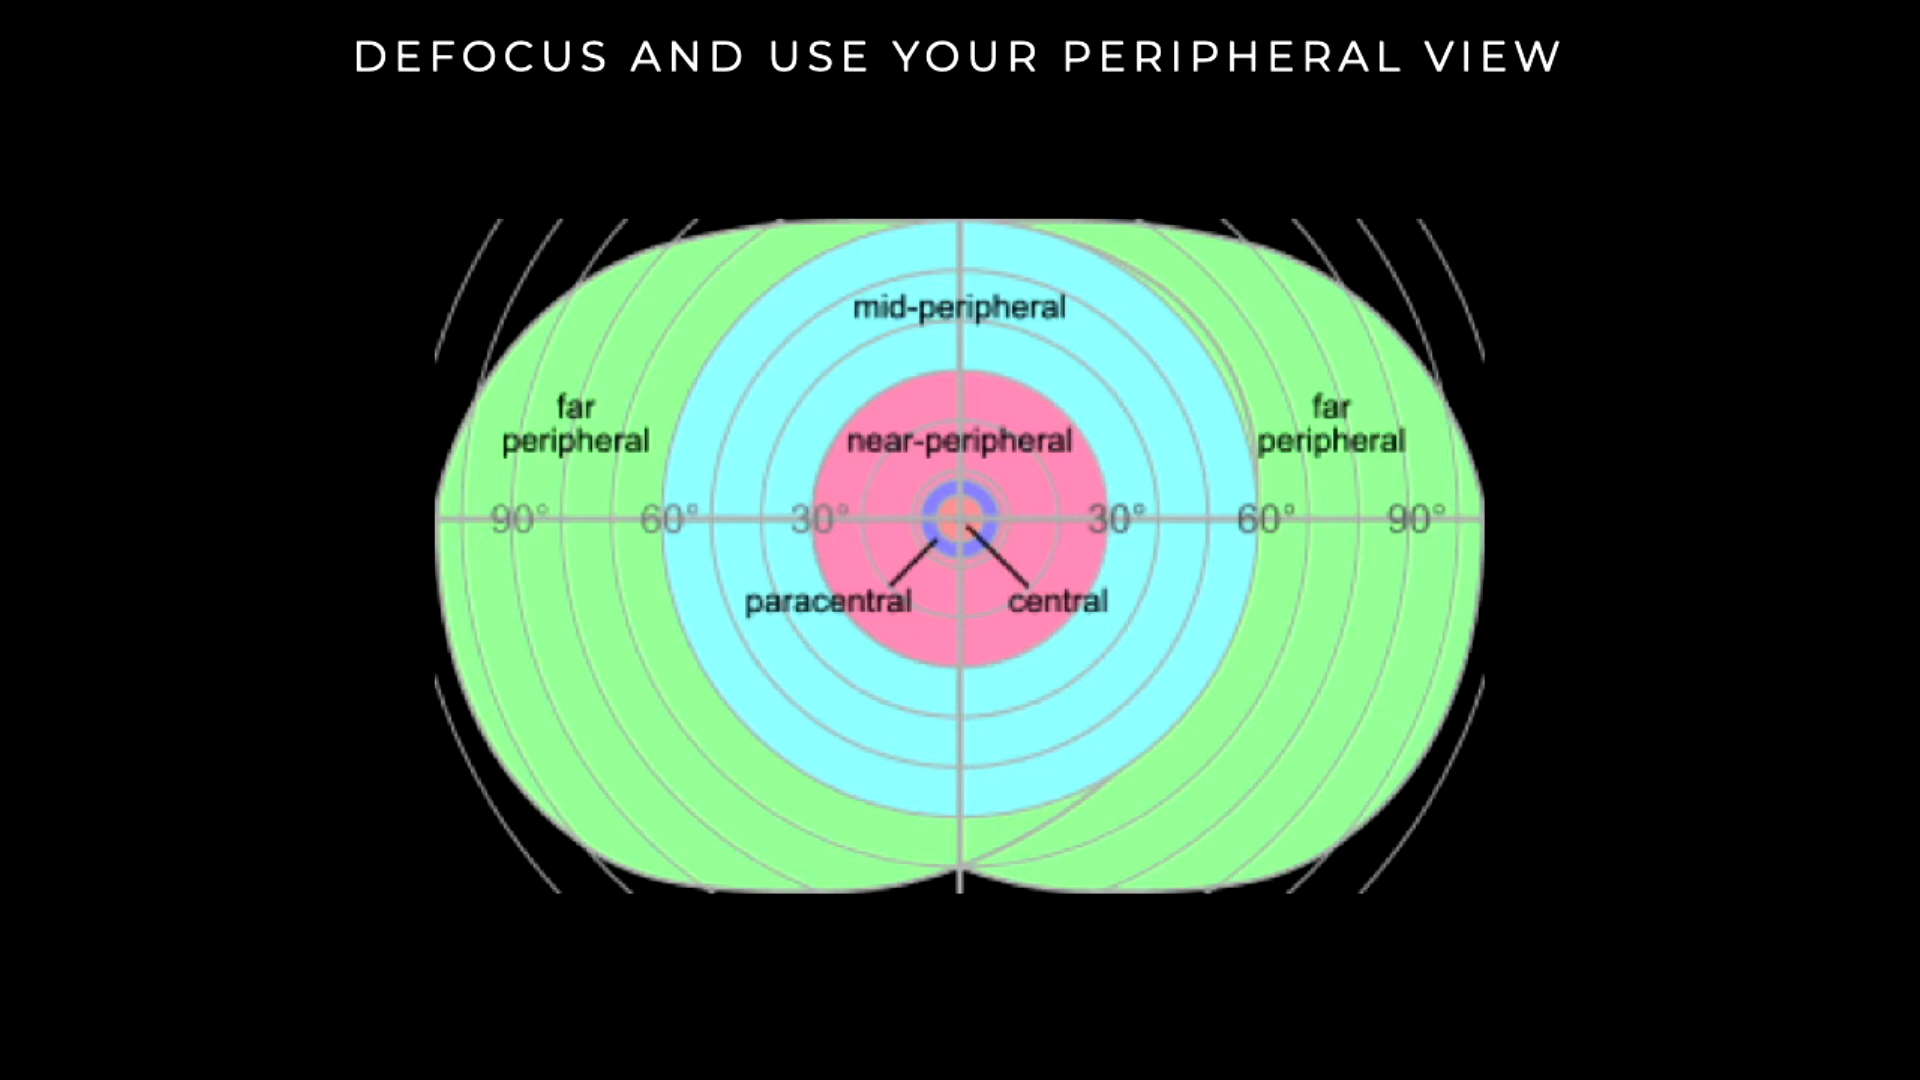 DEFOCUS AND USE YOUR PERIPHERAL VIEW
mid-peripheral
far
peripheral
near-peripheral
far
peripheral
90° 60° 30° 30° 60° 90°
paracentral central